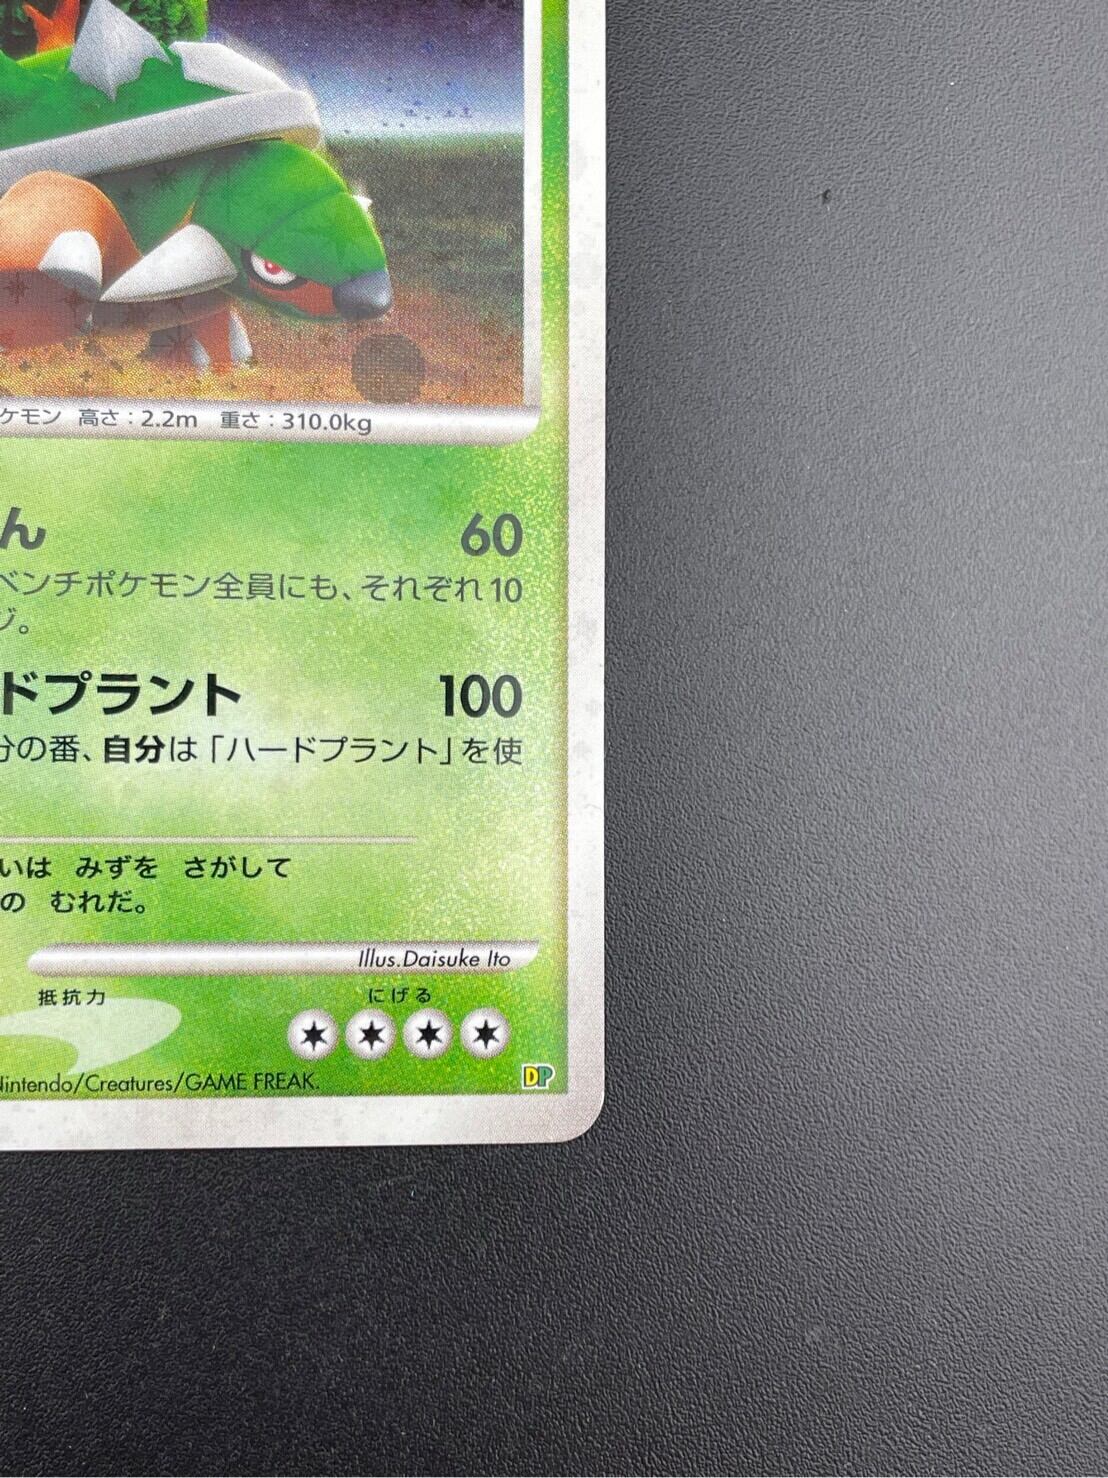 ケモン 高さ：2.2m 重さ：310.0kg
ん 60
ベンチポケモン全員にも、それぞれ10
ジ。
ドプラント 100
分の番、自分は「ハードプラント」を使
いは みずを さがして
の むれだ。
Illus.Daisuke Ito
抵抗力 にげる
Nintendo/Creatures/GAME FREAK.
DP